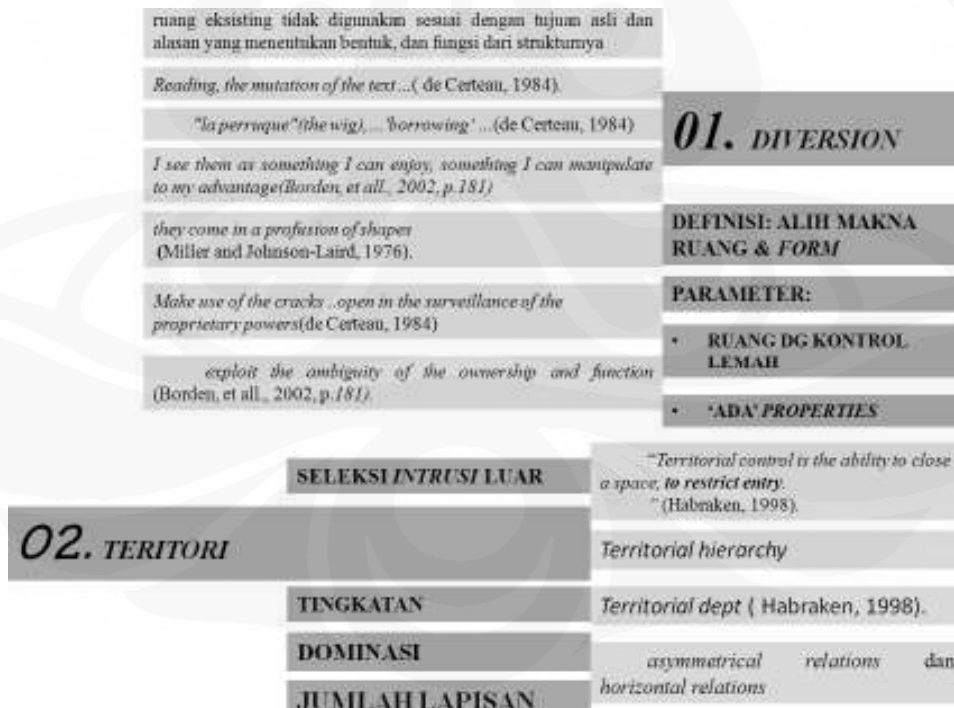 ruang eksisting tidak digunakan sesuai dengan tujuan asli dan
alasan yang menentukan bentuk, dan fungsi dari strukturnya
Reading, the mutation of the text...( de Certeau, 1984).
"la perruque"(the wig),... 'borrowing' ...(de Certeau, 1984)
I see them as something I can enjoy, something I can manipulate
to my advantage(Borden, et all., 2002, p.181)
they come in a profusion of shapes
(Miller and Johnson-Laird, 1976).
Make use of the cracks ..open in the surveillance of the
proprietary powers(de Certeau, 1984)
exploit the ambiguity of the ownership and function
(Borden, et all., 2002, p.181).
01. DIVERSION
DEFINISI: ALIH MAKNA
RUANG & FORM
PARAMETER:
• RUANG DG KONTROL
LEMAH
• 'ADA' PROPERTIES
02. TERITORI
SELEKSI INTRUSI LUAR
"Territorial control is the ability to close
a space, to restrict entry.
" (Habraken, 1998).
Territorial hierarchy
TINGKATAN
Territorial dept ( Habraken, 1998).
DOMINASI
asymmetrical relations dan
horizontal relations
JUMLAH LAPISAN